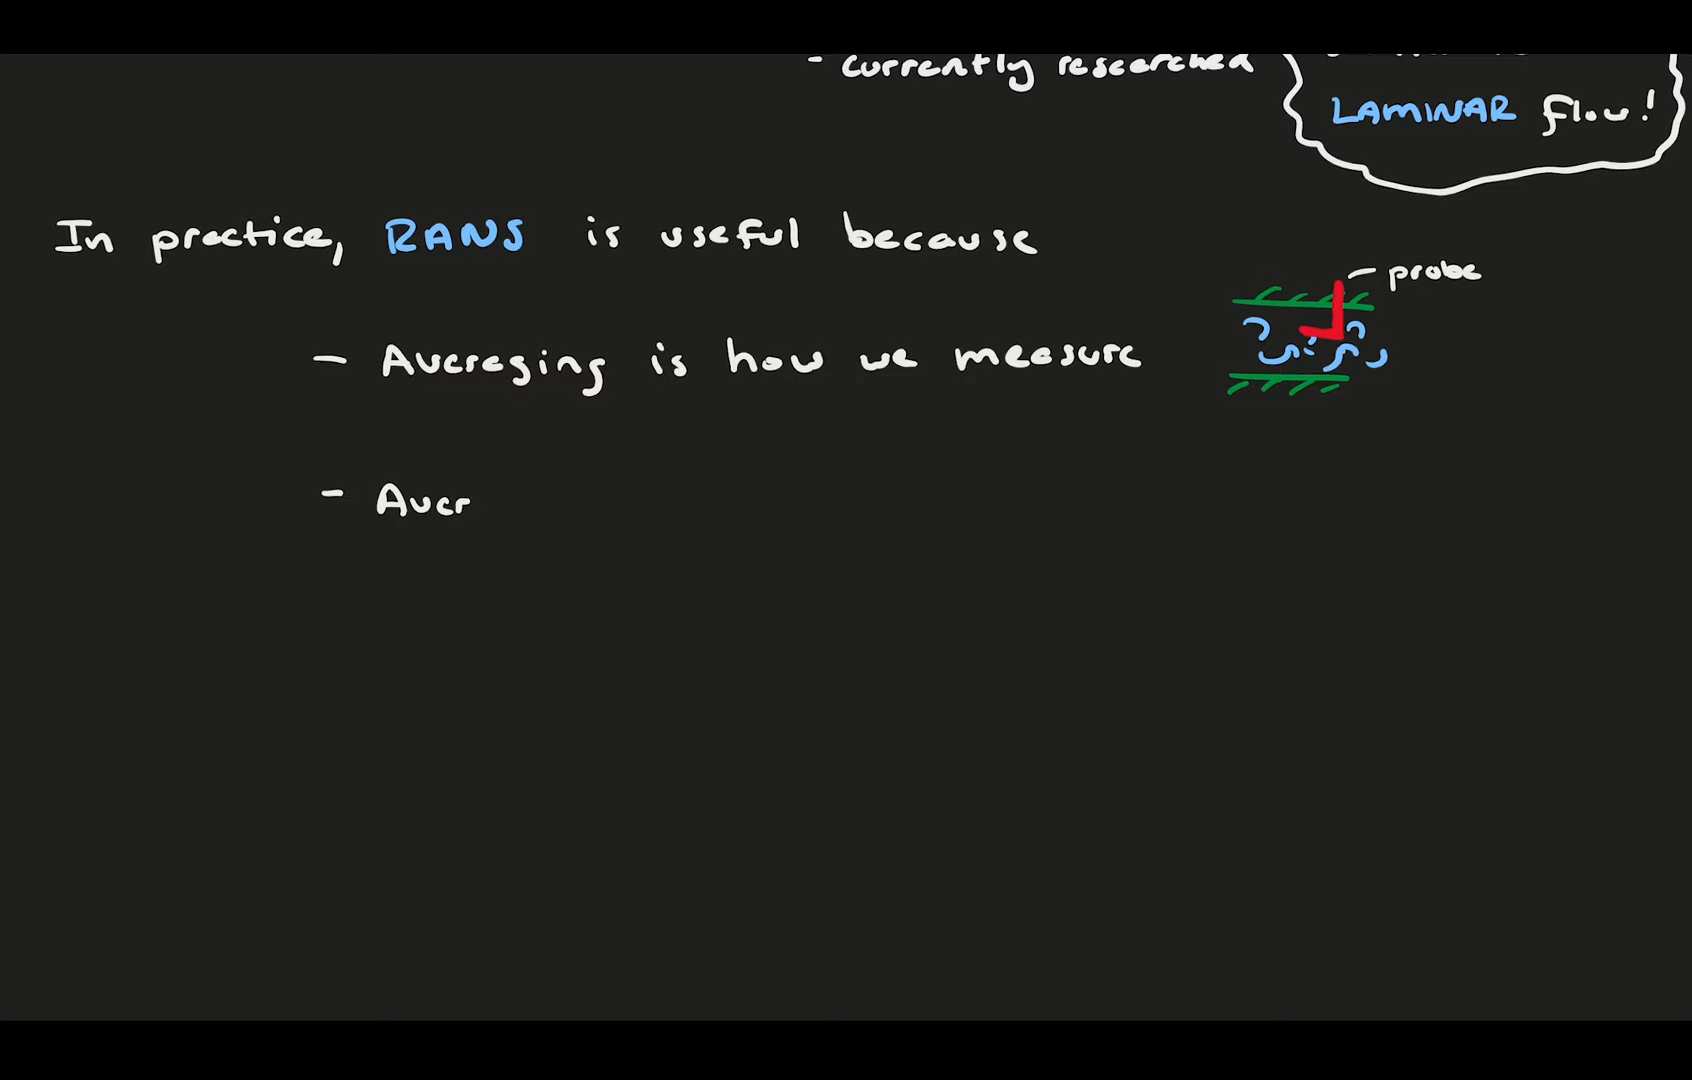 - currently researched
LAMINAR flow!
In practice, RANS is useful because
- probe
- Averaging is how we measure
- Aver